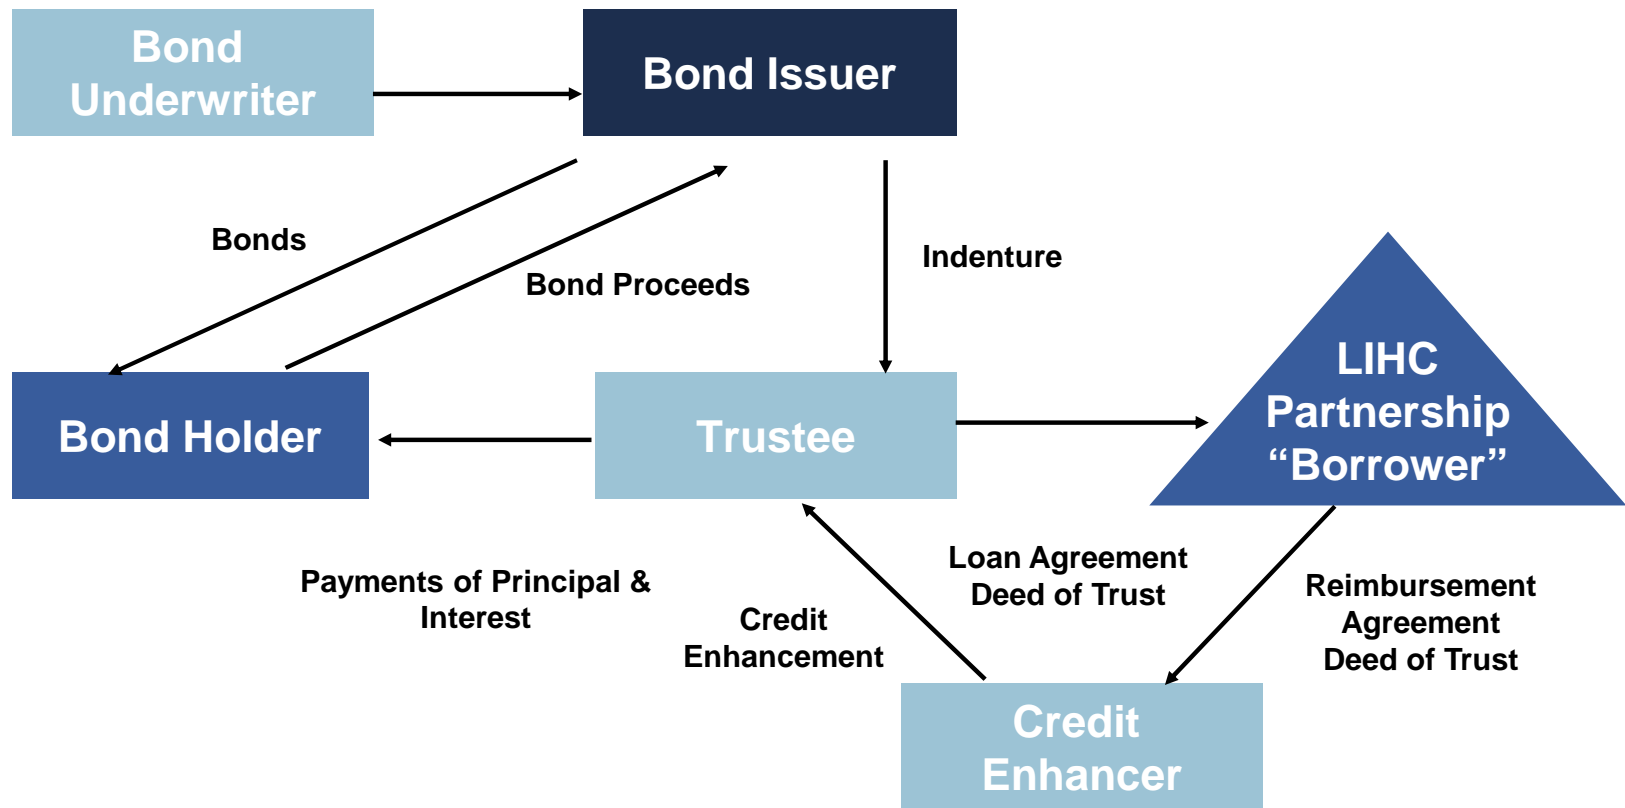 Bond
Underwriter
Bond Issuer
Bonds
Bond Proceeds
Indenture
Bond Holder
Trustee
LIHC
Partnership
“Borrower”
Payments of Principal &
Interest
Credit
Enhancement
Loan Agreement
Deed of Trust
Reimbursement
Agreement
Deed of Trust
Credit
Enhancer